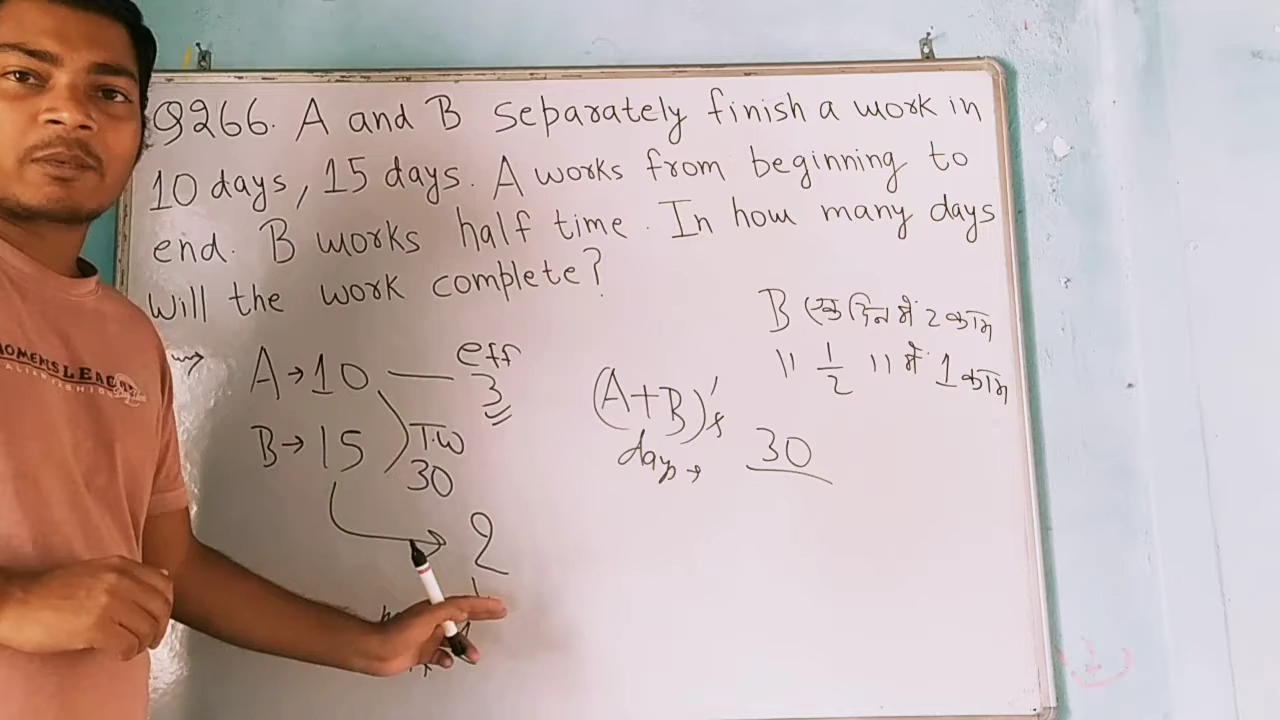 Q266. A and B separately finish a work in
10 days, 15 days. A works from beginning to
end. B works half time. In how many days
will the work complete?
B एक दिन में 2 काम
" 1/2 " में 1 काम
eff
A→10 — 3
B→15
T.W
30
2
(A+B)'s
days → 30
WOMEN'S LEAG